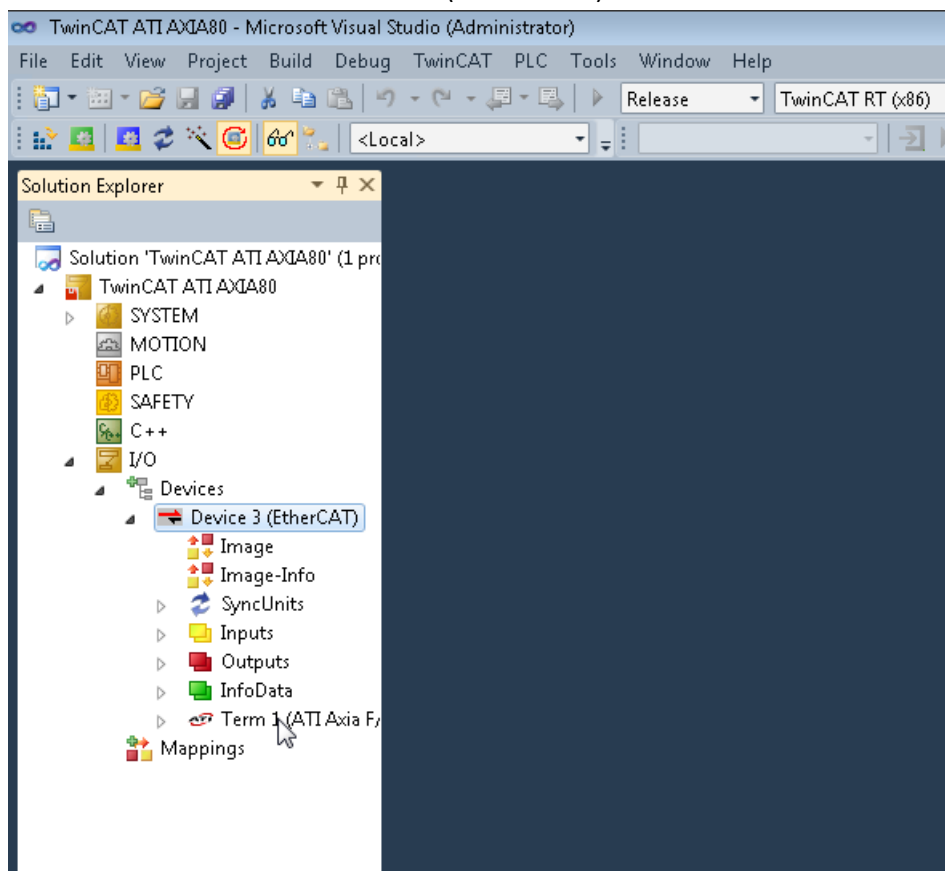 TwinCAT ATI AXIA80 - Microsoft Visual Studio (Administrator)
File Edit View Project Build Debug TwinCAT PLC Tools Window Help
Release TwinCAT RT (x86)
<Local>
Solution Explorer
Solution 'TwinCAT ATI AXIA80' (1 pro
TwinCAT ATI AXIA80
SYSTEM
MOTION
PLC
SAFETY
C++
I/O
Devices
Device 3 (EtherCAT)
Image
Image-Info
SyncUnits
Inputs
Outputs
InfoData
Term 1 (ATI Axia F/
Mappings